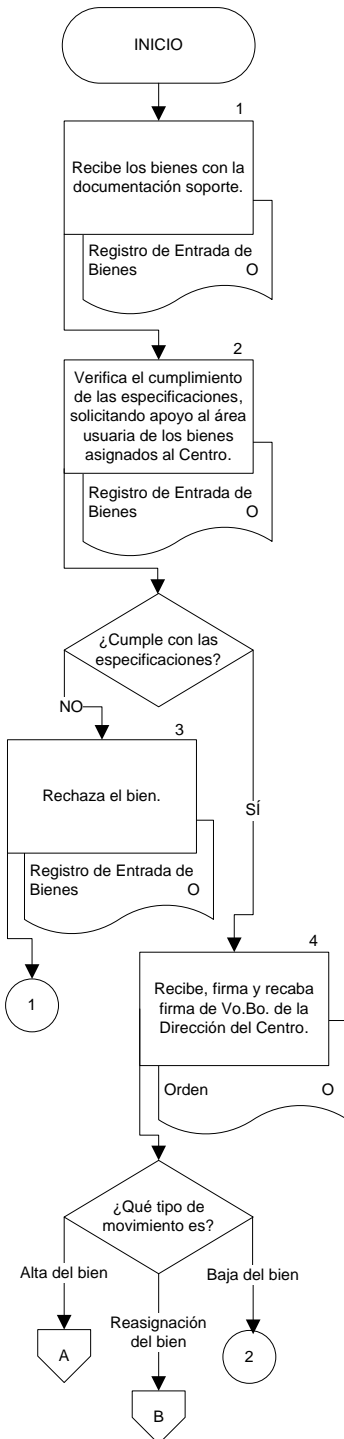 INICIO
1
Recibe los bienes con la
documentación soporte.
Registro de Entrada de
Bienes O
2
Verifica el cumplimiento
de las especificaciones,
solicitando apoyo al área
usuaria de los bienes
asignados al Centro.
Registro de Entrada de
Bienes O
¿Cumple con las
especificaciones?
NO
3
Rechaza el bien.
SÍ
Registro de Entrada de
Bienes O
1
4
Recibe, firma y recaba
firma de Vo.Bo. de la
Dirección del Centro.
Orden O
¿Qué tipo de
movimiento es?
Alta del bien
Baja del bien
Reasignación
del bien
A
2
B